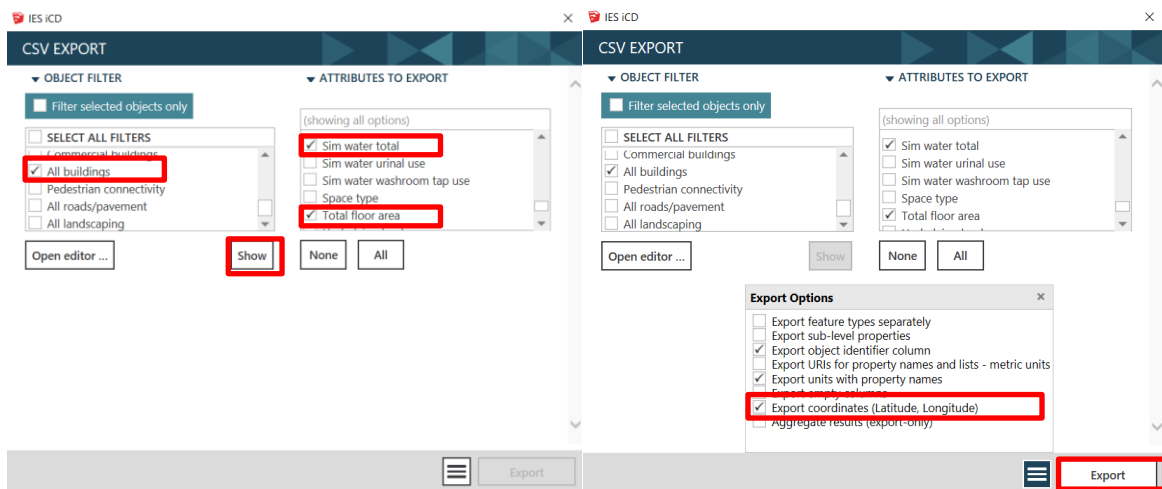 IES iCD
CSV EXPORT
OBJECT FILTER
ATTRIBUTES TO EXPORT
Filter selected objects only
(showing all options)
SELECT ALL FILTERS
Commercial buildings
All buildings
Pedestrian connectivity
All roads/pavement
All landscaping
Sim water total
Sim water urinal use
Sim water washroom tap use
Space type
Total floor area
Open editor ...
Show
None
All
Export
IES iCD
CSV EXPORT
OBJECT FILTER
ATTRIBUTES TO EXPORT
Filter selected objects only
(showing all options)
SELECT ALL FILTERS
Commercial buildings
All buildings
Pedestrian connectivity
All roads/pavement
All landscaping
Sim water total
Sim water urinal use
Sim water washroom tap use
Space type
Total floor area
Open editor ...
Show
None
All
Export Options
Export feature types separately
Export sub-level properties
Export object identifier column
Export URIs for property names and lists - metric units
Export units with property names
Export empty columns
Export coordinates (Latitude, Longitude)
Aggregate results (export-only)
Export